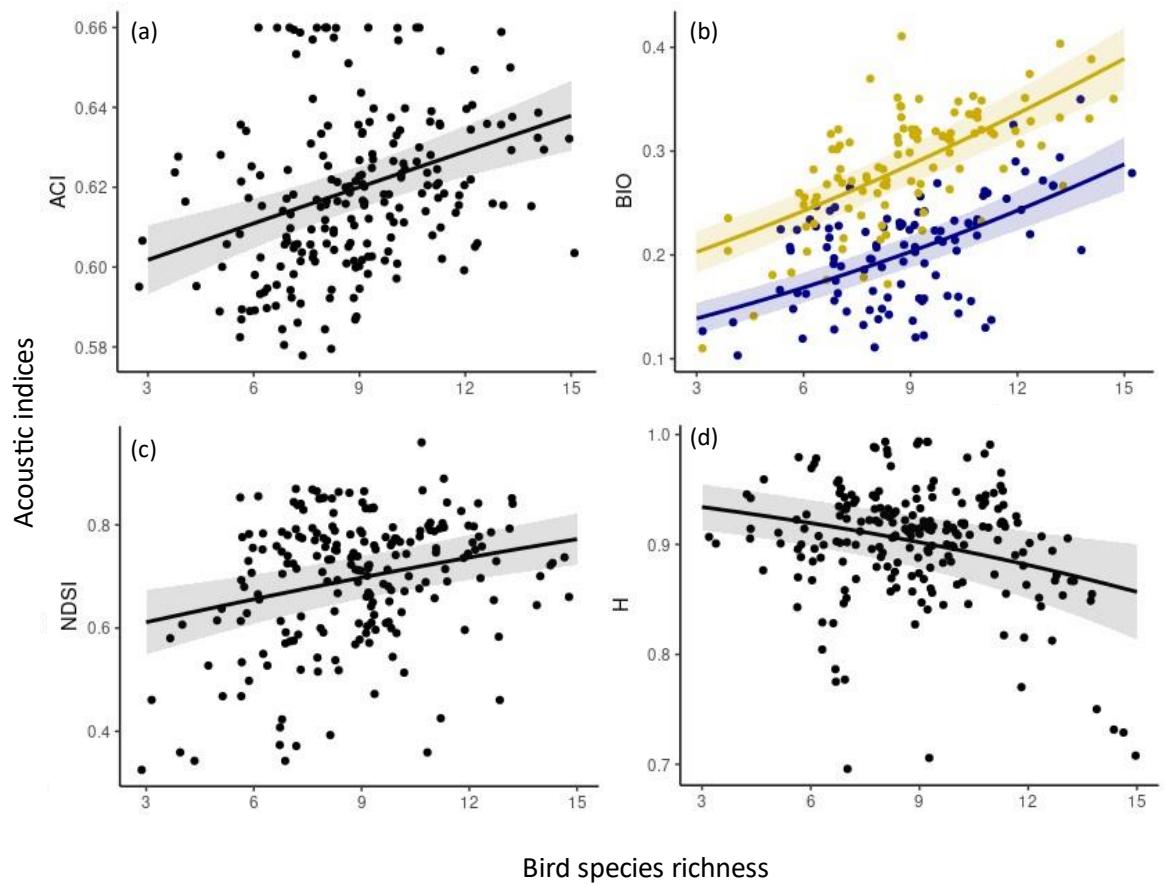 (a)
0.66
0.64
0.62
0.60
0.58
ACI
3 6 9 12 15
(b)
0.4
0.3
0.2
0.1
BIO
3 6 9 12 15
Acoustic indices
(c)
0.8
0.6
0.4
NDSI
3 6 9 12 15
(d)
1.0
0.9
0.8
0.7
H
3 6 9 12 15
Bird species richness